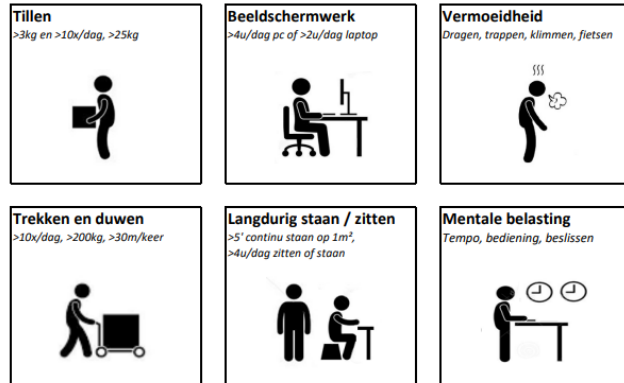 Tillen
>3kg en >10x/dag, >25kg
Beeldschermwerk
>4u/dag pc of >2u/dag laptop
Vermoeidheid
Dragen, trappen, klimmen, fietsen
Trekken en duwen
>10x/dag, >200kg, >30m/keer
Langdurig staan / zitten
>5' continu staan op 1m²,
>4u/dag zitten of staan
Mentale belasting
Tempo, bediening, beslissen